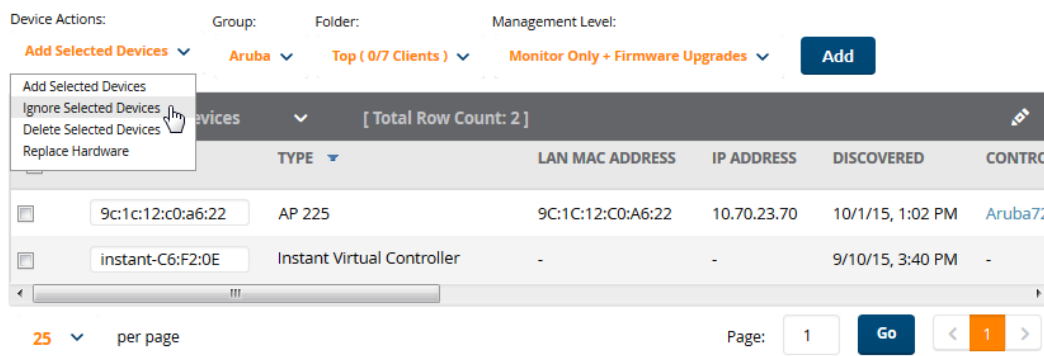 Device Actions: Group: Folder: Management Level:
Add Selected Devices Aruba Top ( 0/7 Clients ) Monitor Only + Firmware Upgrades Add
Add Selected Devices
Ignore Selected Devices
evices [ Total Row Count: 2 ]
Delete Selected Devices
Replace Hardware
TYPE LAN MAC ADDRESS IP ADDRESS DISCOVERED CONTRO
9c:1c:12:c0:a6:22 AP 225 9C:1C:12:C0:A6:22 10.70.23.70 10/1/15, 1:02 PM Aruba72
instant-C6:F2:0E Instant Virtual Controller - - 9/10/15, 3:40 PM -
25 per page Page: 1 Go < 1 >